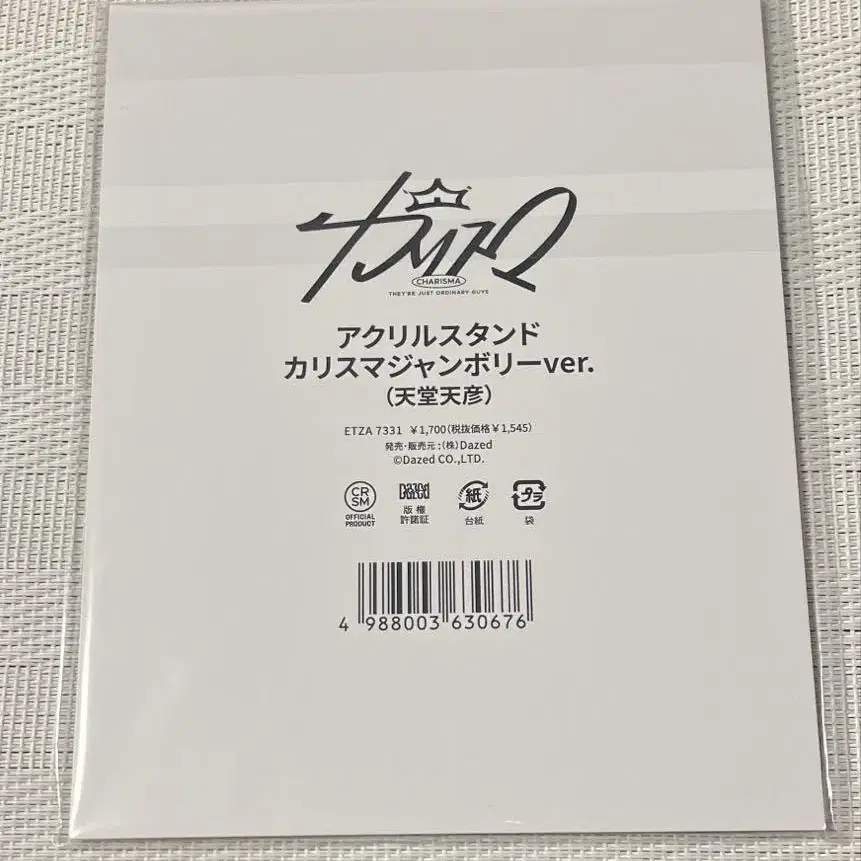 カリスマ
CHARISMA
THEY'RE JUST ORDINARY GUYS
アクリルスタンド
カリスマジャンボリーver.
(天堂天彦)
ETZA 7331 ¥1,700(税抜価格¥1,545)
発売・販売元:(株)Dazed
©Dazed CO.,LTD.
CR
SM
OFFICIAL
PRODUCT
Dazed
版権
許諾証
紙
台紙
プラ
袋
4 988003 630676